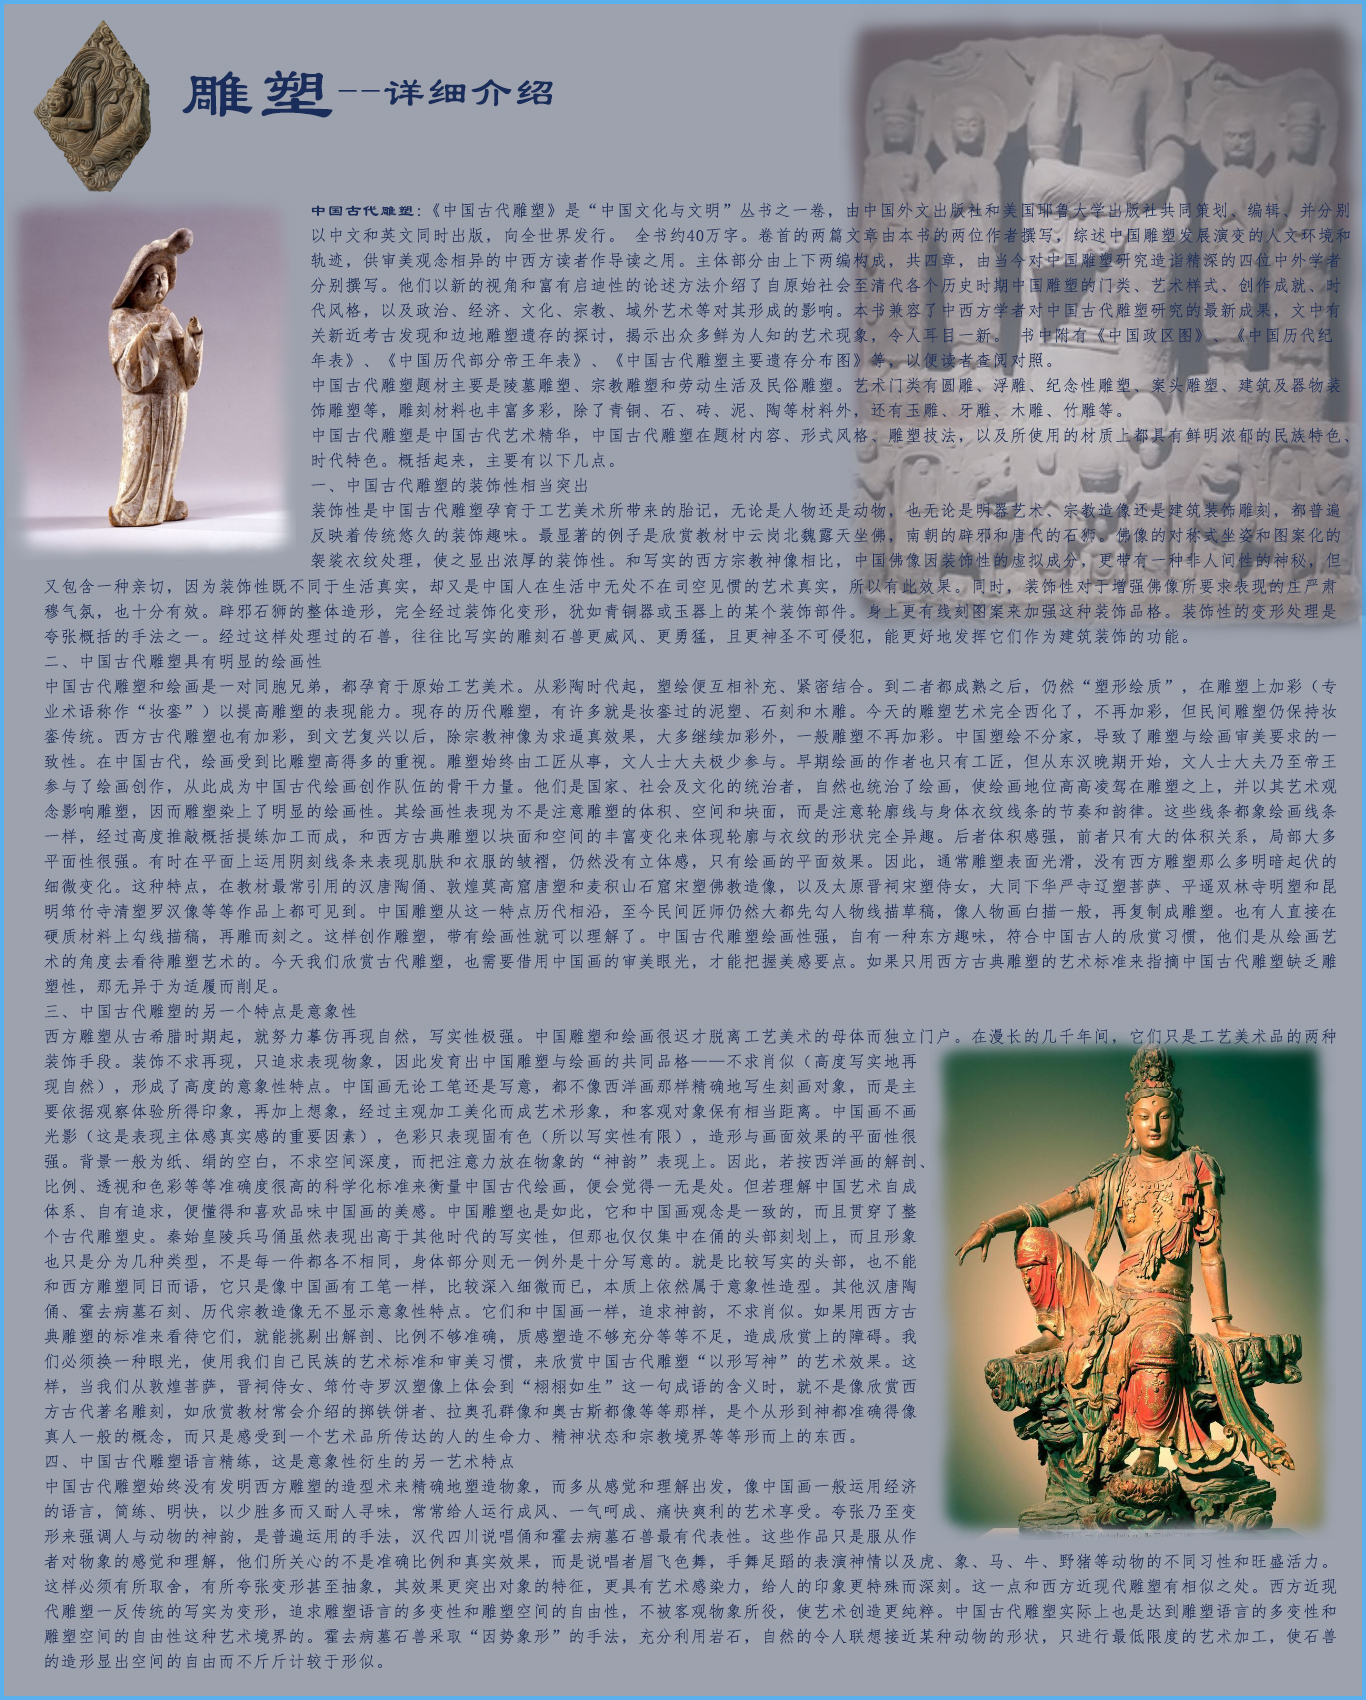 雕塑--详细介绍
中国古代雕塑:《中国古代雕塑》是“中国文化与文明”丛书之一卷，由中国外文出版社和美国耶鲁大学出版社共同策划、编辑、并分别
以中文和英文同时出版，向全世界发行。 全书约40万字。卷首的两篇文章由本书的两位作者撰写，综述中国雕塑发展演变的人文环境和
轨迹，供审美观念相异的中西方读者作导读之用。主体部分由上下两编构成，共四章，由当今对中国雕塑研究造诣精深的四位中外学者
分别撰写。他们以新的视角和富有启迪性的论述方法介绍了自原始社会至清代各个历史时期中国雕塑的门类、艺术样式、创作成就、时
代风格，以及政治、经济、文化、宗教、域外艺术等对其形成的影响。本书兼容了中西方学者对中国古代雕塑研究的最新成果，文中有
关新近考古发现和边地雕塑遗存的探讨，揭示出众多鲜为人知的艺术现象，令人耳目一新。 书中附有《中国政区图》、《中国历代纪
年表》、《中国历代部分帝王年表》、《中国古代雕塑主要遗存分布图》等，以便读者查阅对照。
中国古代雕塑题材主要是陵墓雕塑、宗教雕塑和劳动生活及民俗雕塑。艺术门类有圆雕、浮雕、纪念性雕塑、案头雕塑、建筑及器物装
饰雕塑等，雕刻材料也丰富多彩，除了青铜、石、砖、泥、陶等材料外，还有玉雕、牙雕、木雕、竹雕等。
中国古代雕塑是中国古代艺术精华，中国古代雕塑在题材内容、形式风格、雕塑技法，以及所使用的材质上都具有鲜明浓郁的民族特色、
时代特色。概括起来，主要有以下几点。
一、中国古代雕塑的装饰性相当突出
装饰性是中国古代雕塑孕育于工艺美术所带来的胎记，无论是人物还是动物，也无论是明器艺术、宗教造像还是建筑装饰雕刻，都普遍
反映着传统悠久的装饰趣味。最显著的例子是欣赏教材中云岗北魏露天坐佛，南朝的辟邪和唐代的石狮。佛像的对称式坐姿和图案化的
袈裟衣纹处理，使之显出浓厚的装饰性。和写实的西方宗教神像相比，中国佛像因装饰性的虚拟成分，更带有一种非人间性的神秘，但
又包含一种亲切，因为装饰性既不同于生活真实，却又是中国人在生活中无处不在司空见惯的艺术真实，所以有此效果。同时， 装饰性对于增强佛像所要求表现的庄严肃
穆气氛，也十分有效。辟邪石狮的整体造形，完全经过装饰化变形，犹如青铜器或玉器上的某个装饰部件。身上更有线刻图案来加强这种装饰品格。装饰性的变形处理是
夸张概括的手法之一。经过这样处理过的石兽，往往比写实的雕刻石兽更威风、更勇猛，且更神圣不可侵犯，能更好地发挥它们作为建筑装饰的功能。
二、中国古代雕塑具有明显的绘画性
中国古代雕塑和绘画是一对同胞兄弟，都孕育于原始工艺美术。从彩陶时代起，塑绘便互相补充、紧密结合。到二者都成熟之后，仍然“塑形绘质”，在雕塑上加彩（专
业术语称作“妆銮”）以提高雕塑的表现能力。现存的历代雕塑，有许多就是妆銮过的泥塑、石刻和木雕。今天的雕塑艺术完全西化了，不再加彩，但民间雕塑仍保持妆
銮传统。西方古代雕塑也有加彩，到文艺复兴以后，除宗教神像为求逼真效果，大多继续加彩外，一般雕塑不再加彩。中国塑绘不分家，导致了雕塑与绘画审美要求的一
致性。在中国古代，绘画受到比雕塑高得多的重视。雕塑始终由工匠从事，文人士大夫极少参与。早期绘画的作者也只有工匠，但从东汉晚期开始，文人士大夫乃至帝王
参与了绘画创作，从此成为中国古代绘画创作队伍的骨干力量。他们是国家、社会及文化的统治者，自然也统治了绘画，使绘画地位高高凌驾在雕塑之上，并以其艺术观
念影响雕塑，因而雕塑染上了明显的绘画性。其绘画性表现为不是注意雕塑的体积、空间和块面，而是注意轮廓线与身体衣纹线条的节奏和韵律。这些线条都象绘画线条
一样，经过高度推敲概括提练加工而成，和西方古典雕塑以块面和空间的丰富变化来体现轮廓与衣纹的形状完全异趣。后者体积感强，前者只有大的体积关系，局部大多
平面性很强。有时在平面上运用阴刻线条来表现肌肤和衣服的皱褶，仍然没有立体感，只有绘画的平面效果。因此，通常雕塑表面光滑，没有西方雕塑那么多明暗起伏的
细微变化。这种特点，在教材最常引用的汉唐陶俑、敦煌莫高窟唐塑和麦积山石窟宋塑佛教造像，以及太原晋祠宋塑侍女，大同下华严寺辽塑菩萨、平遥双林寺明塑和昆
明筇竹寺清塑罗汉像等等作品上都可见到。中国雕塑从这一特点历代相沿，至今民间匠师仍然大都先勾人物线描草稿，像人物画白描一般，再复制成雕塑。也有人直接在
硬质材料上勾线描稿，再雕而刻之。这样创作雕塑，带有绘画性就可以理解了。中国古代雕塑绘画性强，自有一种东方趣味，符合中国古人的欣赏习惯，他们是从绘画艺
术的角度去看待雕塑艺术的。今天我们欣赏古代雕塑，也需要借用中国画的审美眼光，才能把握美感要点。如果只用西方古典雕塑的艺术标准来指摘中国古代雕塑缺乏雕
塑性，那无异于为适履而削足。
三、中国古代雕塑的另一个特点是意象性
西方雕塑从古希腊时期起，就努力摹仿再现自然，写实性极强。中国雕塑和绘画很迟才脱离工艺美术的母体而独立门户。在漫长的几千年间，它们只是工艺美术品的两种
装饰手段。装饰不求再现，只追求表现物象，因此发育出中国雕塑与绘画的共同品格——不求肖似（高度写实地再
现自然），形成了高度的意象性特点。中国画无论工笔还是写意，都不像西洋画那样精确地写生刻画对象，而是主
要依据观察体验所得印象，再加上想象，经过主观加工美化而成艺术形象，和客观对象保有相当距离。中国画不画
光影（这是表现主体感真实感的重要因素），色彩只表现固有色（所以写实性有限），造形与画面效果的平面性很
强。背景一般为纸、绢的空白，不求空间深度，而把注意力放在物象的“神韵”表现上。因此，若按西洋画的解剖、
比例、透视和色彩等等准确度很高的科学化标准来衡量中国古代绘画，便会觉得一无是处。但若理解中国艺术自成
体系、自有追求，便懂得和喜欢品味中国画的美感。中国雕塑也是如此，它和中国画观念是一致的，而且贯穿了整
个古代雕塑史。秦始皇陵兵马俑虽然表现出高于其他时代的写实性，但那也仅仅集中在俑的头部刻划上，而且形象
也只是分为几种类型，不是每一件都各不相同，身体部分则无一例外是十分写意的。就是比较写实的头部，也不能
和西方雕塑同日而语，它只是像中国画有工笔一样，比较深入细微而已，本质上依然属于意象性造型。其他汉唐陶
俑、霍去病墓石刻、历代宗教造像无不显示意象性特点。它们和中国画一样，追求神韵，不求肖似。如果用西方古
典雕塑的标准来看待它们，就能挑剔出解剖、比例不够准确，质感塑造不够充分等等不足，造成欣赏上的障碍。我
们必须换一种眼光，使用我们自己民族的艺术标准和审美习惯，来欣赏中国古代雕塑“以形写神”的艺术效果。这
样，当我们从敦煌菩萨，晋祠侍女、筇竹寺罗汉塑像上体会到“栩栩如生”这一句成语的含义时，就不是像欣赏西
方古代著名雕刻，如欣赏教材常会介绍的掷铁饼者、拉奥孔群像和奥古斯都像等等那样，是个从形到神都准确得像
真人一般的概念，而只是感受到一个艺术品所传达的人的生命力、精神状态和宗教境界等等形而上的东西。
四、中国古代雕塑语言精练，这是意象性衍生的另一艺术特点
中国古代雕塑始终没有发明西方雕塑的造型术来精确地塑造物象，而多从感觉和理解出发，像中国画一般运用经济
的语言，简练、明快，以少胜多而又耐人寻味，常常给人运行成风、一气呵成、痛快爽利的艺术享受。夸张乃至变
形来强调人与动物的神韵，是普遍运用的手法，汉代四川说唱俑和霍去病墓石兽最有代表性。这些作品只是服从作
者对物象的感觉和理解，他们所关心的不是准确比例和真实效果，而是说唱者眉飞色舞，手舞足蹈的表演神情以及虎、象、马、牛、野猪等动物的不同习性和旺盛活力。
这样必须有所取舍，有所夸张变形甚至抽象，其效果更突出对象的特征，更具有艺术感染力，给人的印象更特殊而深刻。这一点和西方近现代雕塑有相似之处。西方近现
代雕塑一反传统的写实为变形，追求雕塑语言的多变性和雕塑空间的自由性，不被客观物象所役，使艺术创造更纯粹。中国古代雕塑实际上也是达到雕塑语言的多变性和
雕塑空间的自由性这种艺术境界的。霍去病墓石兽采取“因势象形”的手法，充分利用岩石，自然的令人联想接近某种动物的形状，只进行最低限度的艺术加工，使石兽
的造形显出空间的自由而不斤斤计较于形似。